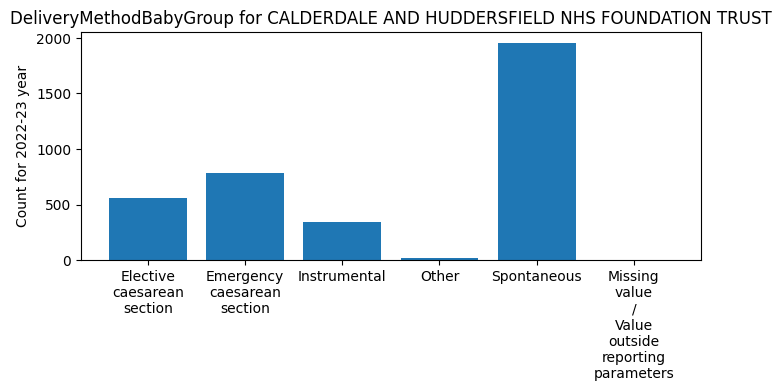 DeliveryMethodBabyGroup for CALDERDALE AND HUDDERSFIELD NHS FOUNDATION TRUST
Count for 2022-23 year
2000
1500
1000
500
0
Elective
caesarean
section
Emergency
caesarean
section
Instrumental
Other
Spontaneous
Missing
value
/
Value
outside
reporting
parameters